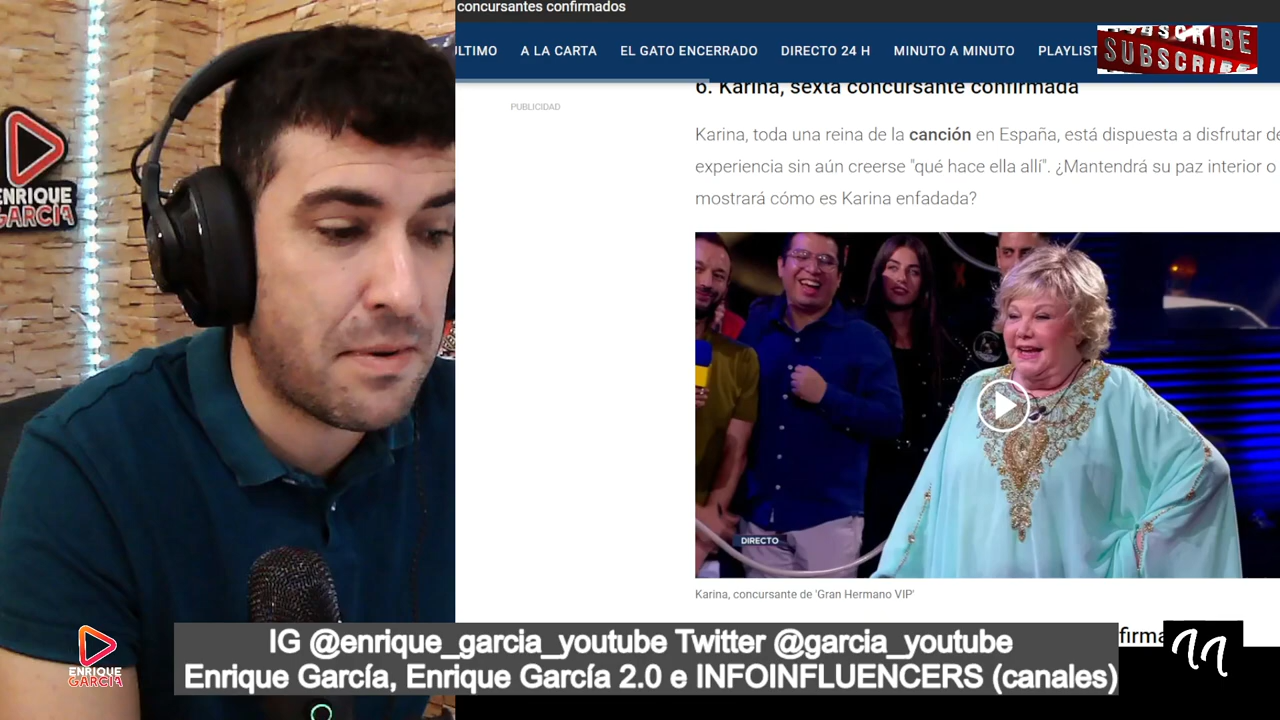 concursantes confirmados
ÚLTIMO A LA CARTA EL GATO ENCERRADO DIRECTO 24 H MINUTO A MINUTO PLAYLIST
SUBSCRIBE
SUBSCRIBE
PUBLICIDAD
6. Karina, sexta concursante confirmada
Karina, toda una reina de la canción en España, está dispuesta a disfrutar de
experiencia sin aún creerse "qué hace ella allí". ¿Mantendrá su paz interior o
mostrará cómo es Karina enfadada?
ENRIQUE
GARCIA
DIRECTO
Karina, concursante de 'Gran Hermano VIP'
ENRIQUE
GARCIA
IG @enrique_garcia_youtube Twitter @garcia_youtube
Enrique García, Enrique García 2.0 e INFOINFLUENCERS (canales)